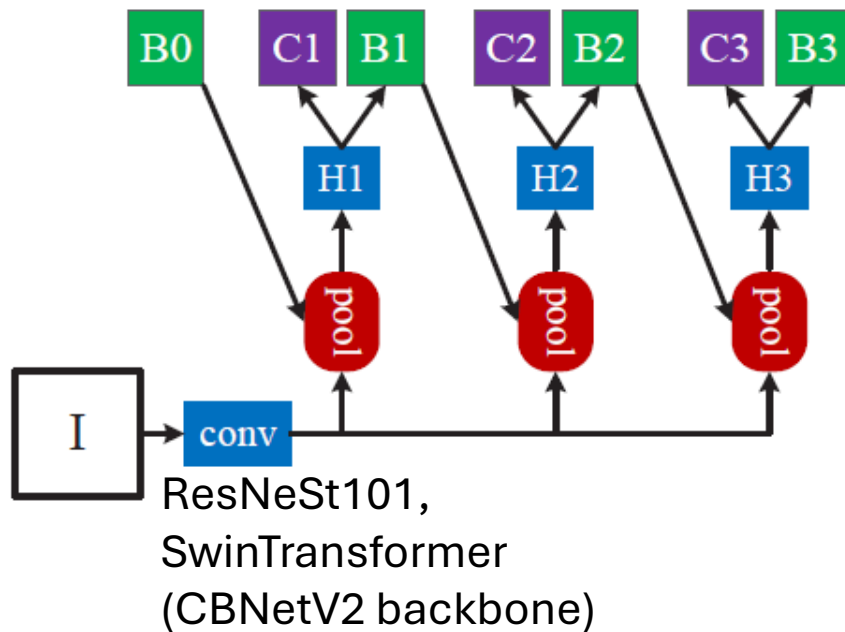 B0 C1 B1 C2 B2 C3 B3
H1 H2 H3
pool pool pool
I conv
ResNeSt101,
SwinTransformer
(CBNetV2 backbone)